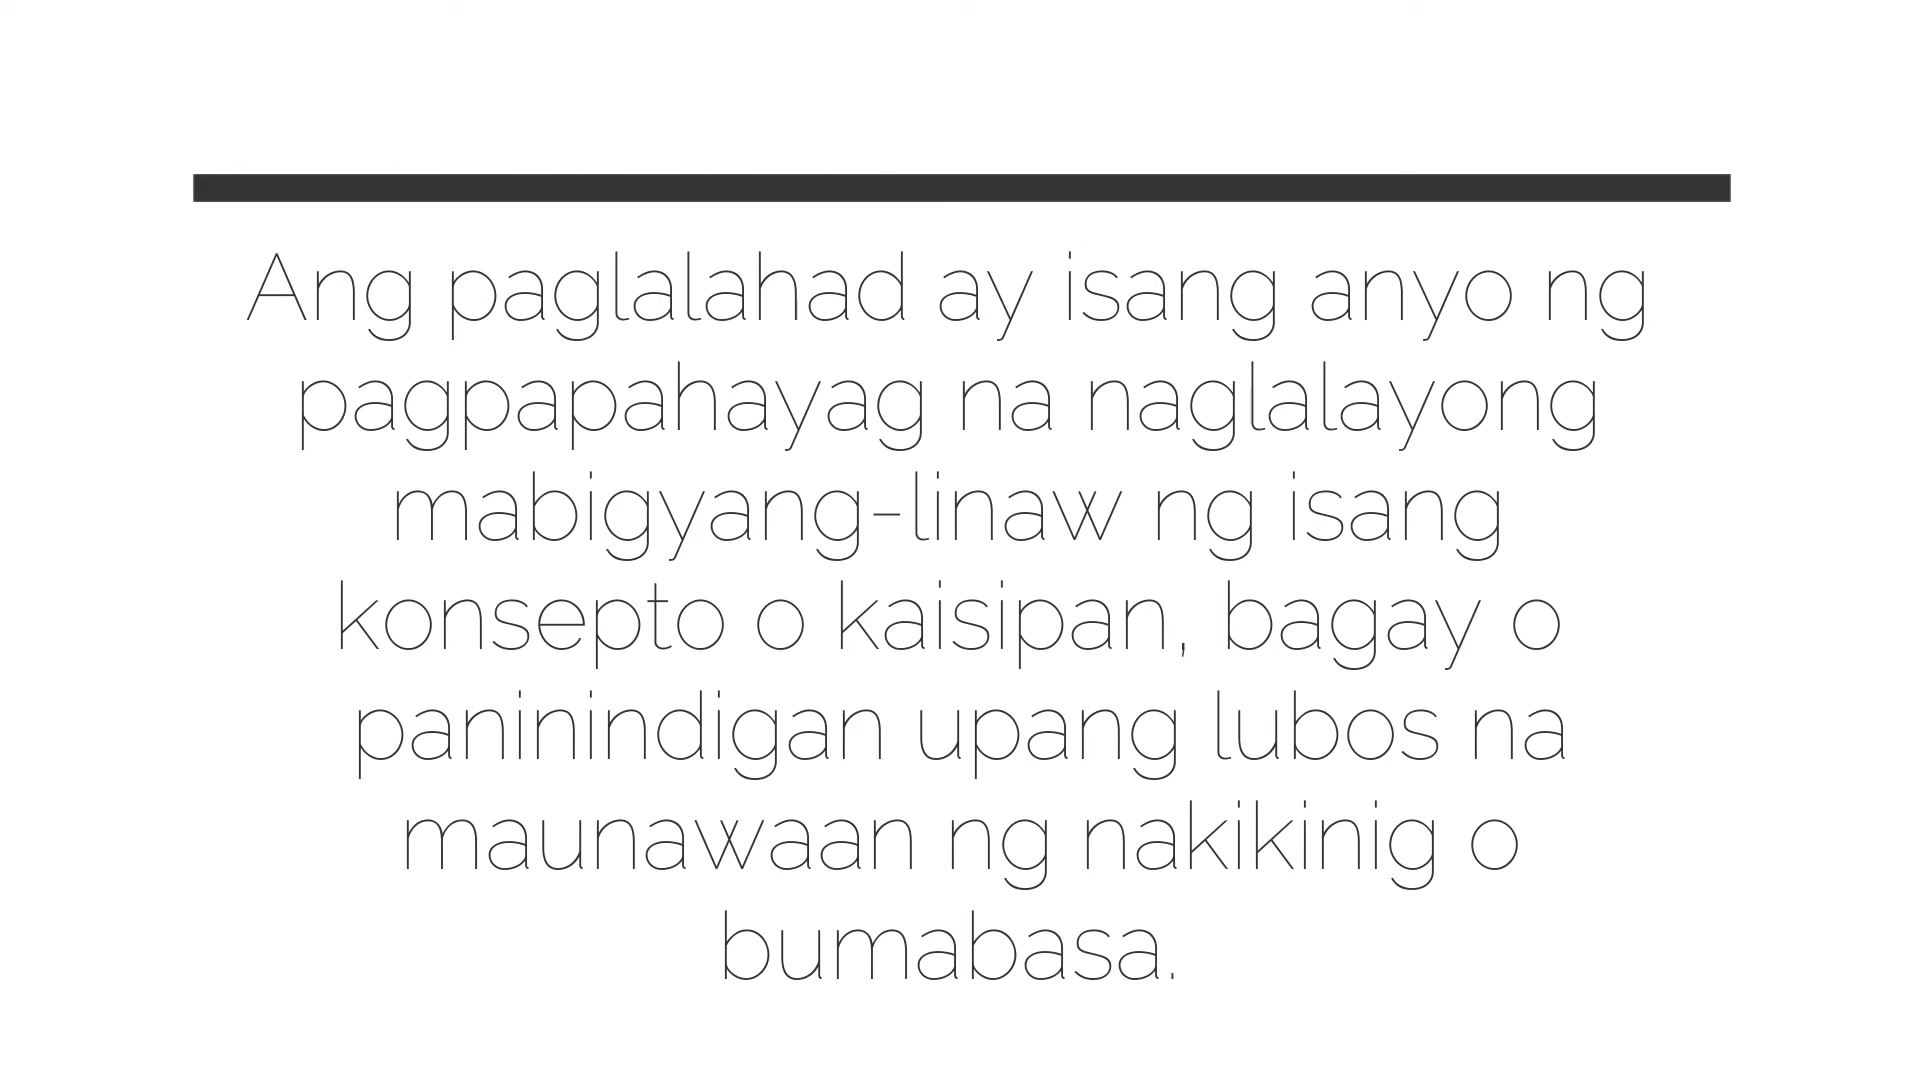 Ang paglalahad ay isang anyo ng
pagpapahayag na naglalayong
mabigyang-linaw ng isang
konsepto o kaisipan, bagay o
paninindigan upang lubos na
maunawaan ng nakikinig o
bumabasa.